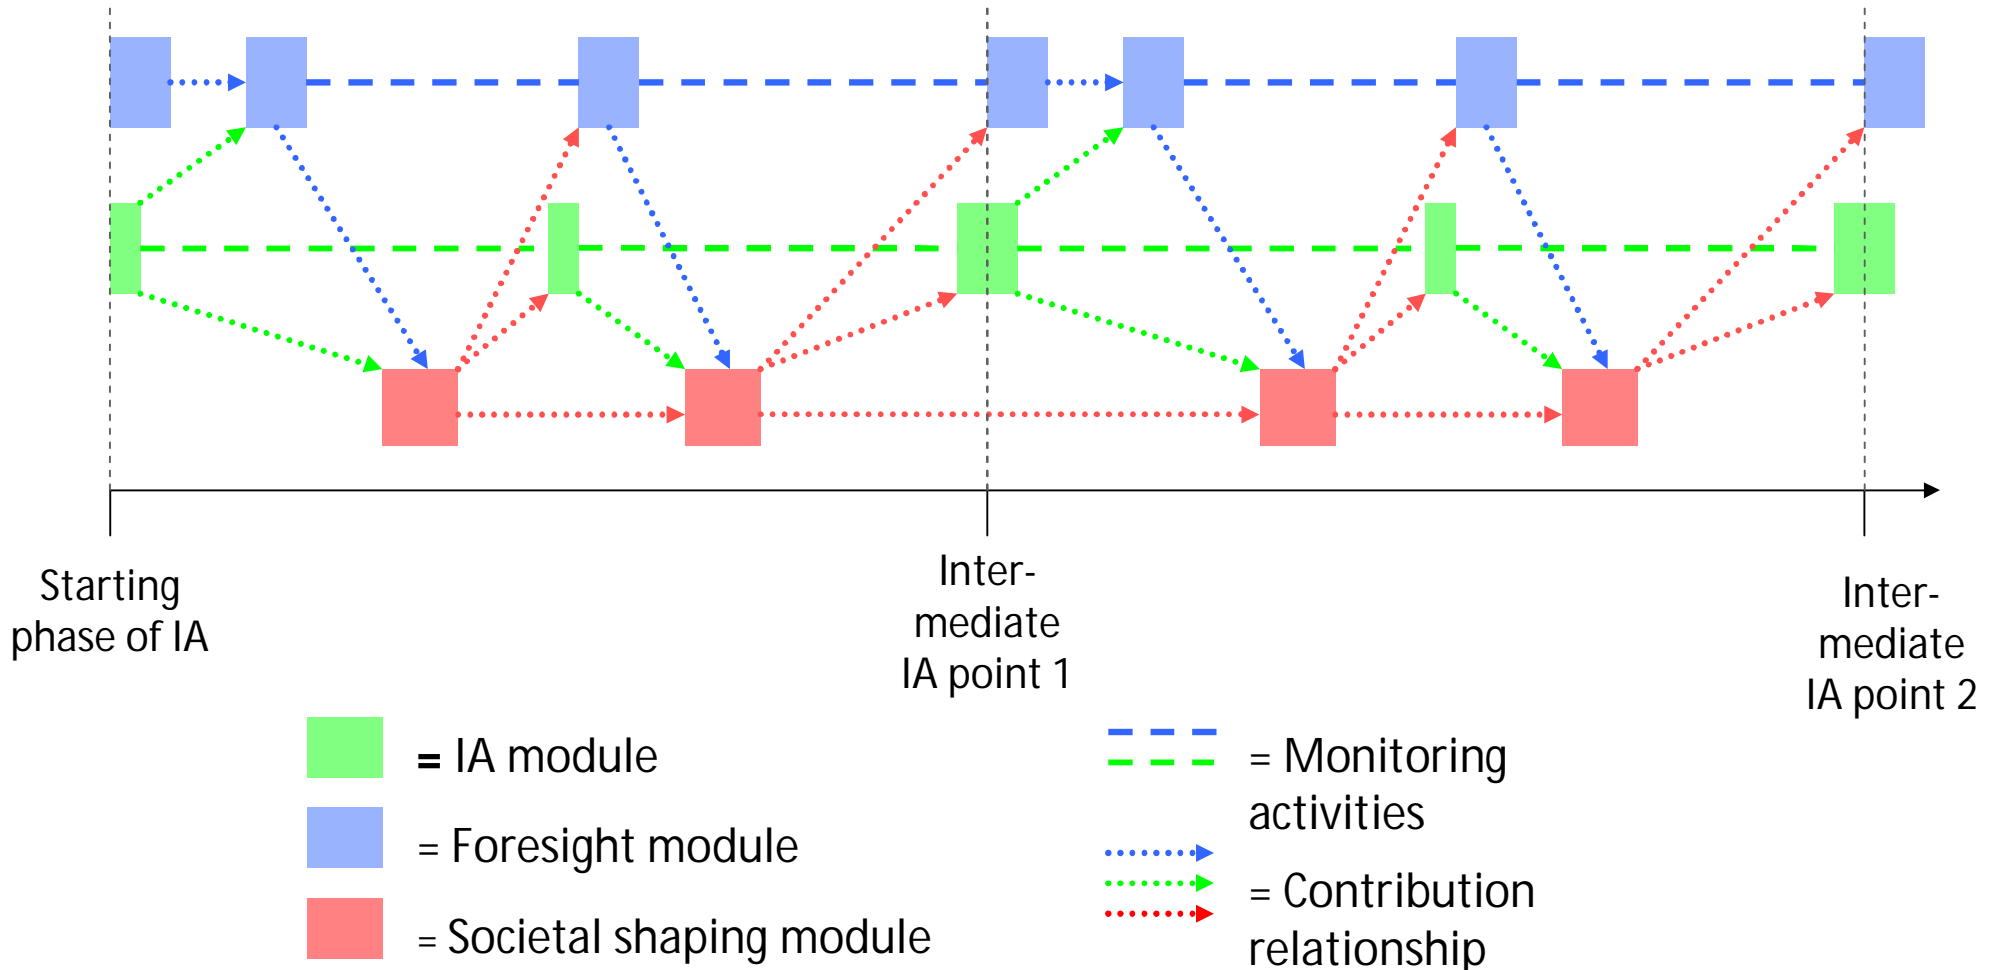 Starting
phase of IA
Inter-
mediate
IA point 1
Inter-
mediate
IA point 2
= IA module
= Foresight module
= Societal shaping module
= Monitoring
activities
= Contribution
relationship